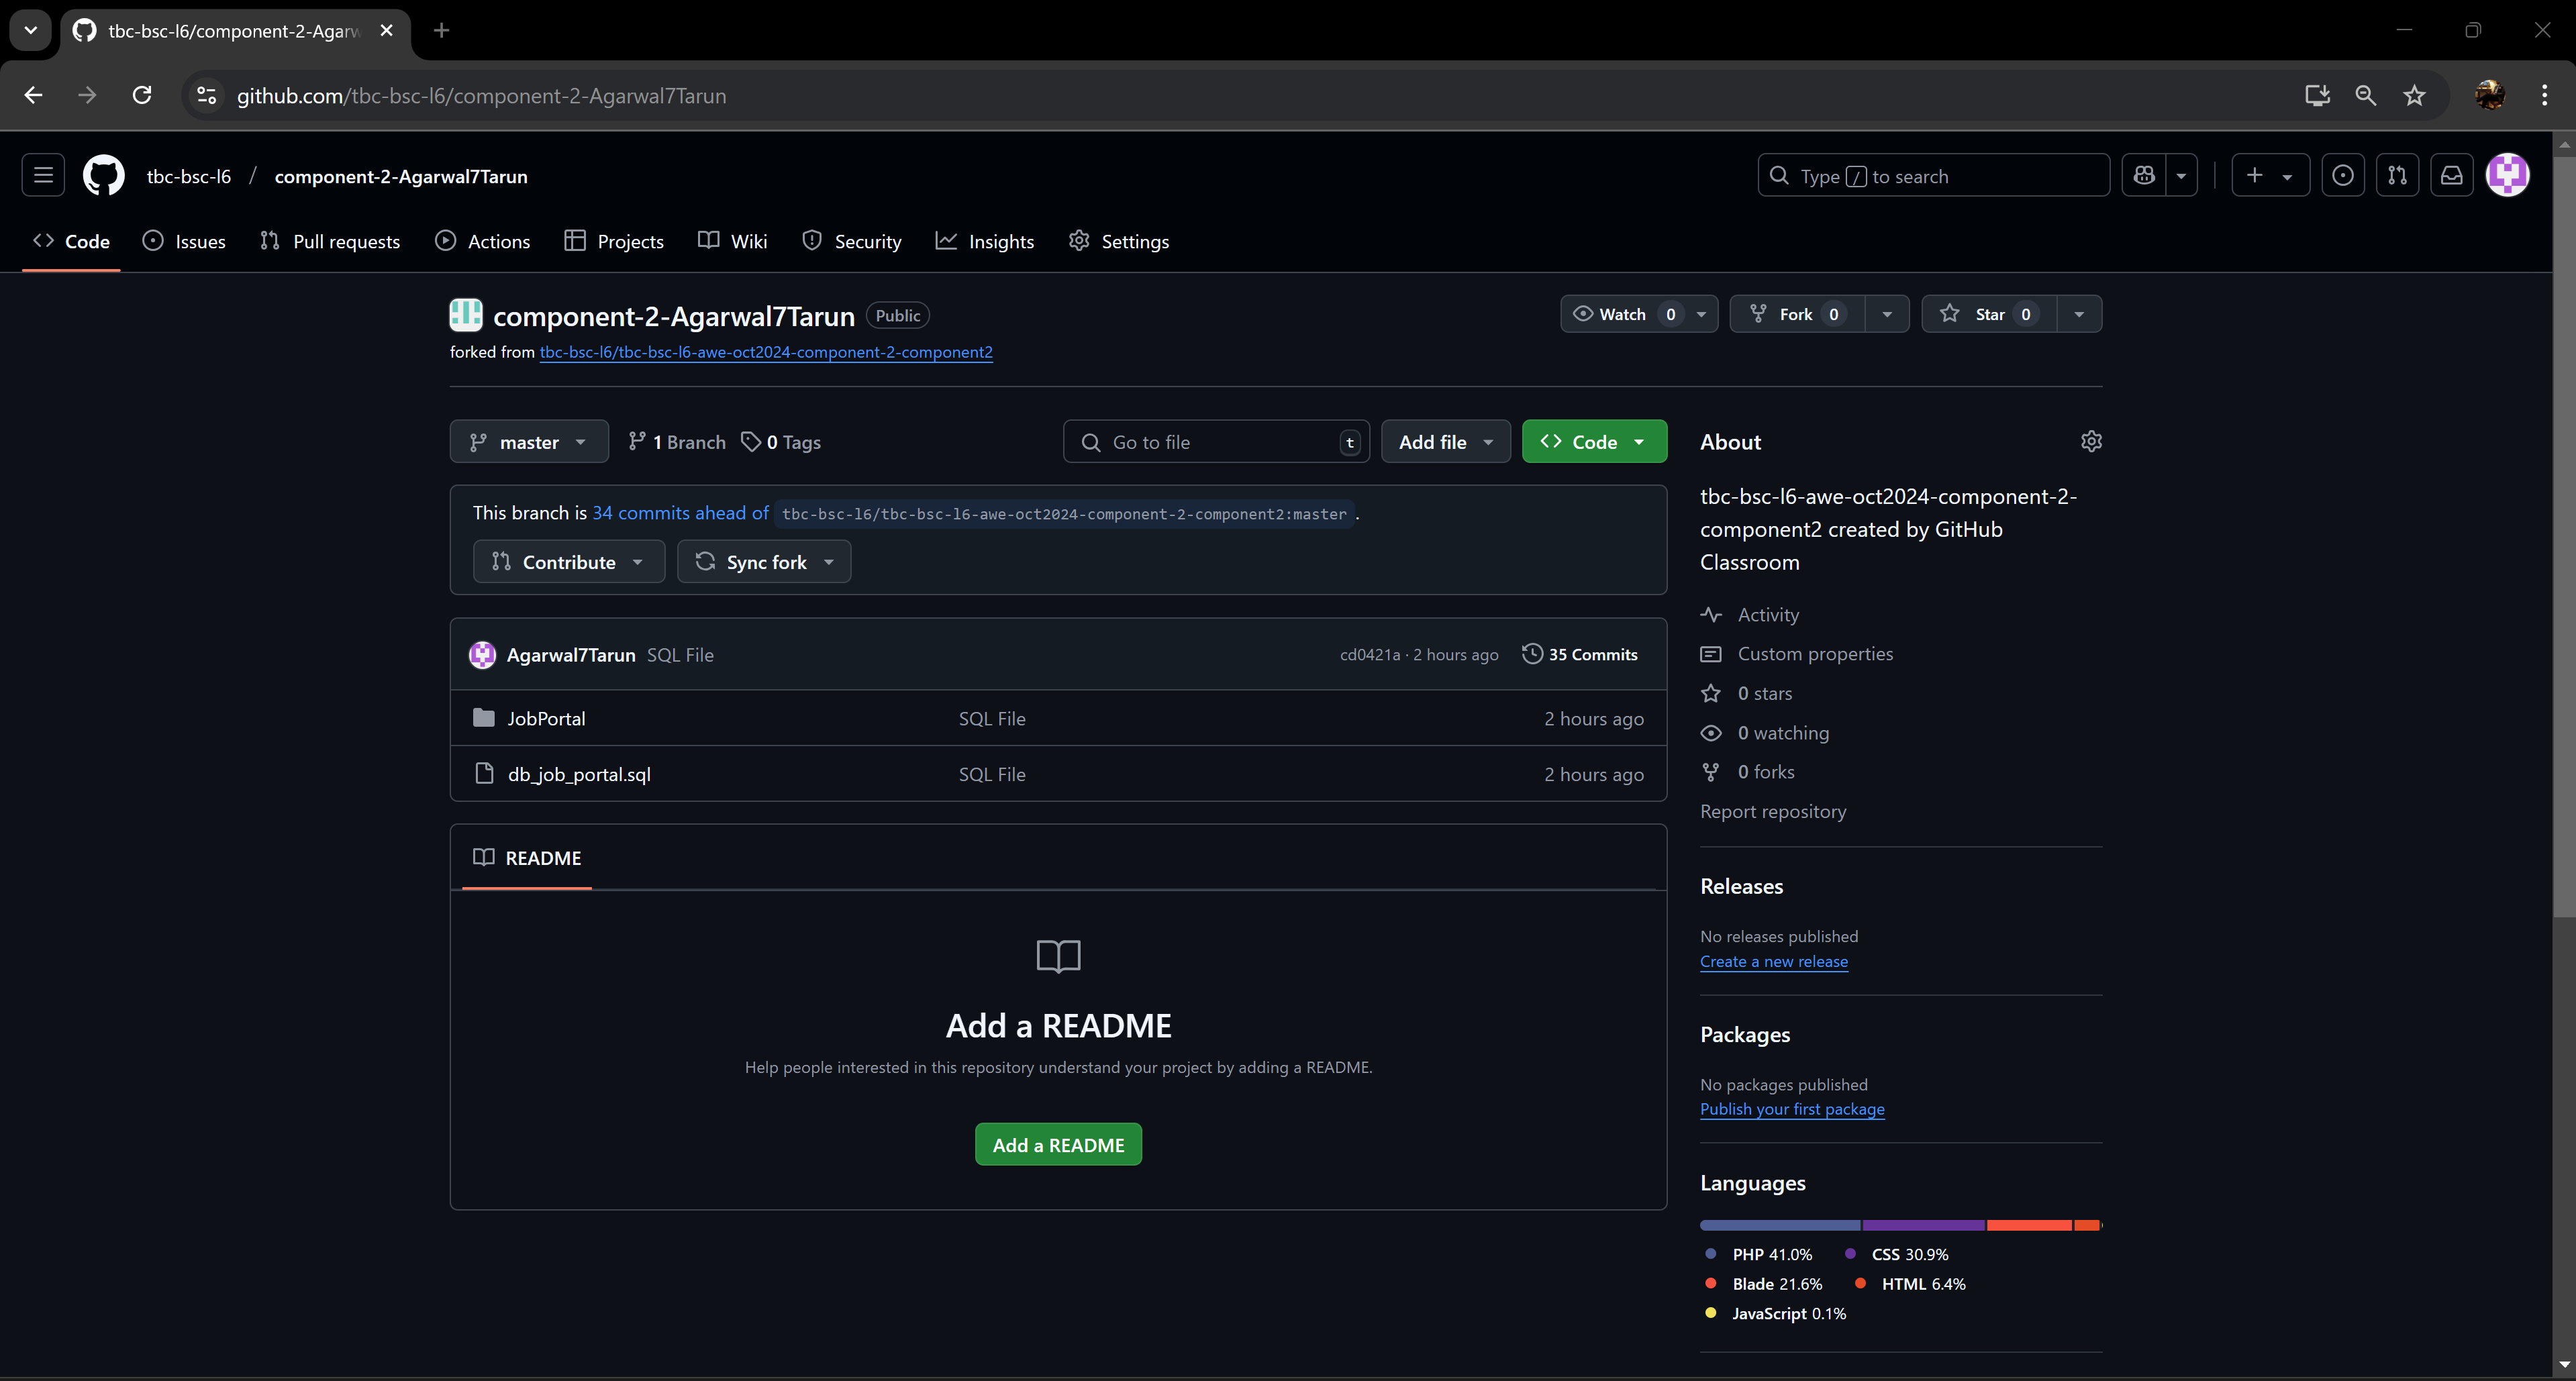 tbc-bsc-l6/component-2-Agarw
github.com/tbc-bsc-l6/component-2-Agarwal7Tarun
tbc-bsc-l6 / component-2-Agarwal7Tarun
Type / to search
Code Issues Pull requests Actions Projects Wiki Security Insights Settings
component-2-Agarwal7Tarun Public
Watch 0 Fork 0 Star 0
forked from tbc-bsc-l6/tbc-bsc-l6-awe-oct2024-component-2-component2
master 1 Branch 0 Tags
Go to file t Add file Code
This branch is 34 commits ahead of tbc-bsc-l6/tbc-bsc-l6-awe-oct2024-component-2-component2:master .
Contribute Sync fork
Agarwal7Tarun SQL File cd0421a · 2 hours ago 35 Commits
JobPortal SQL File 2 hours ago
db_job_portal.sql SQL File 2 hours ago
README
Add a README
Help people interested in this repository understand your project by adding a README.
Add a README
About
tbc-bsc-l6-awe-oct2024-component-2-
component2 created by GitHub
Classroom
Activity
Custom properties
0 stars
0 watching
0 forks
Report repository
Releases
No releases published
Create a new release
Packages
No packages published
Publish your first package
Languages
PHP 41.0% CSS 30.9%
Blade 21.6% HTML 6.4%
JavaScript 0.1%